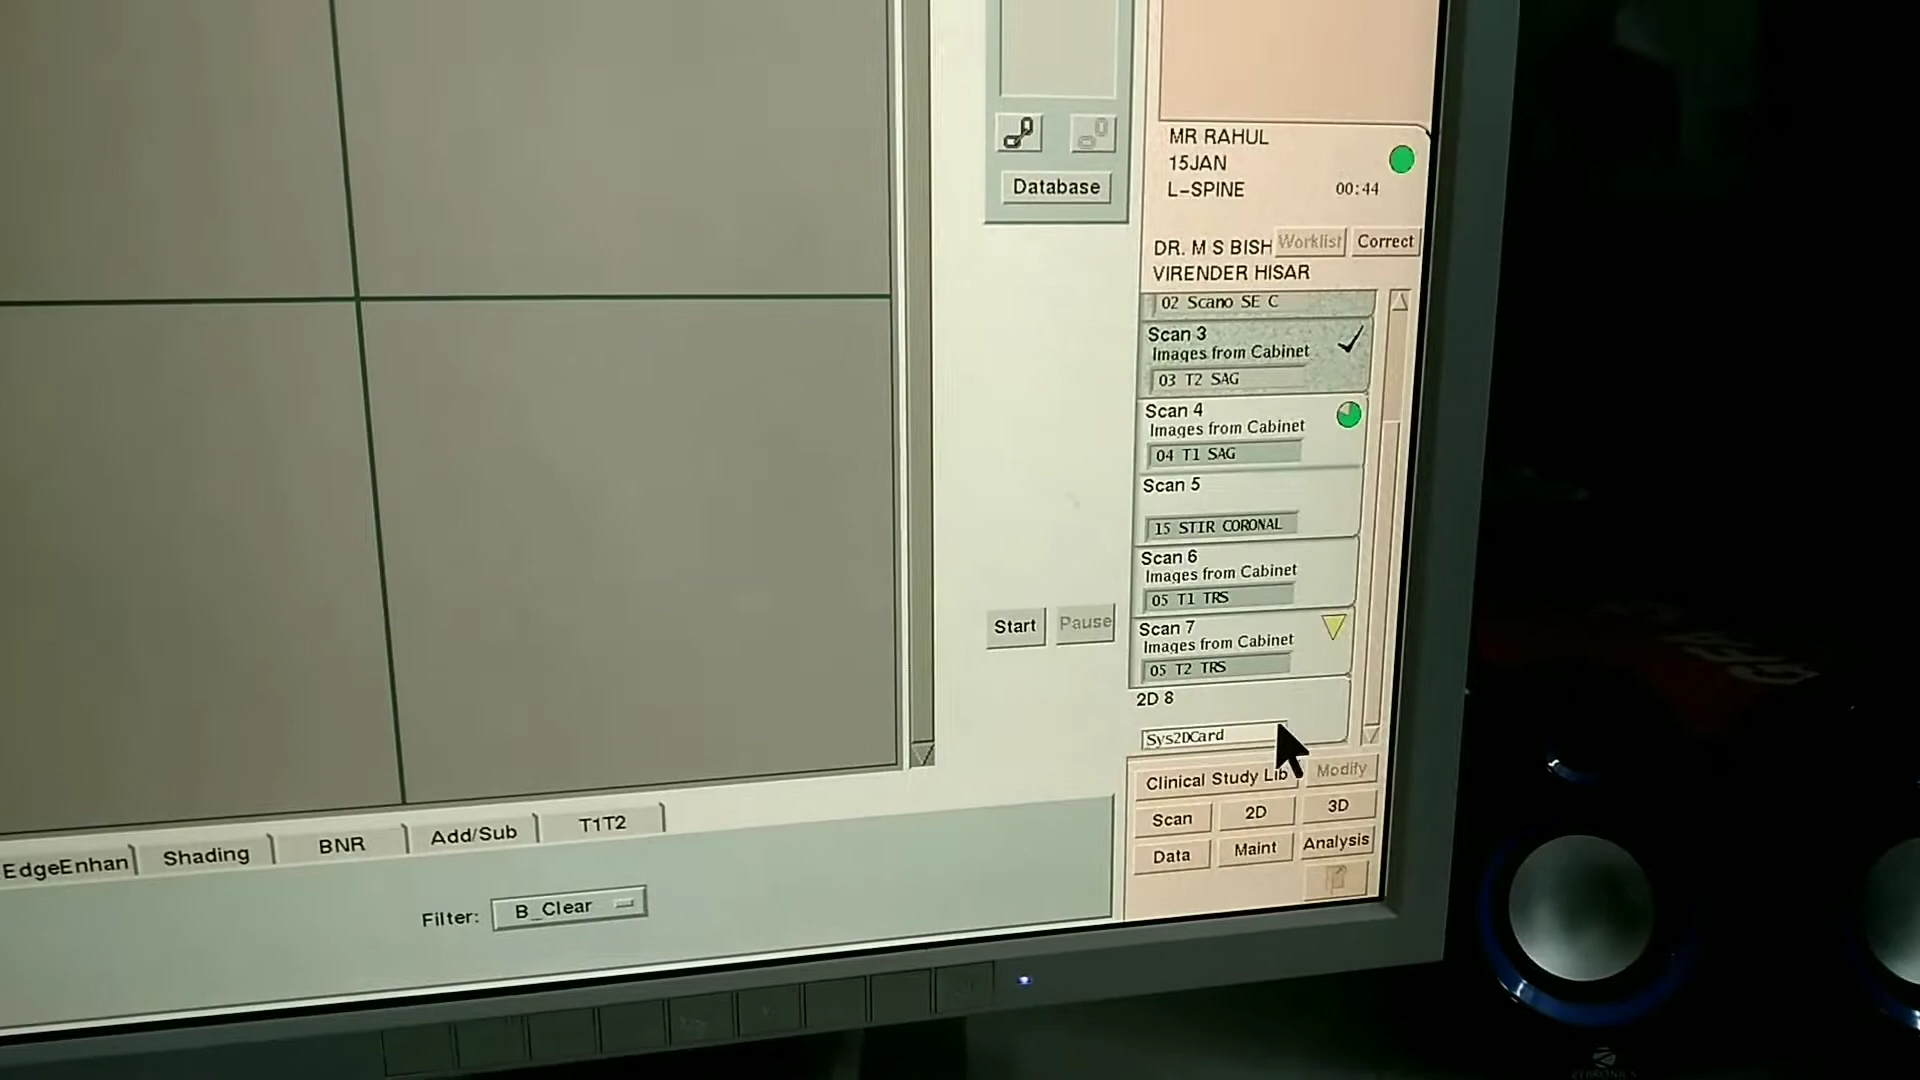 Database
MR RAHUL
15JAN
L-SPINE 00:44
DR. M S BISH Worklist Correct
VIRENDER HISAR
02 Scano SE C
Scan 3
Images from Cabinet
03 T2 SAG
Scan 4
Images from Cabinet
04 T1 SAG
Scan 5
15 STIR CORONAL
Scan 6
Images from Cabinet
05 T1 TRS
Start Pause
Scan 7
Images from Cabinet
05 T2 TRS
2D 8
Sys2DCard
Clinical Study Lib Modify
Scan 2D 3D
Data Maint Analysis
EdgeEnhan Shading BNR Add/Sub T1T2
Filter: B_Clear